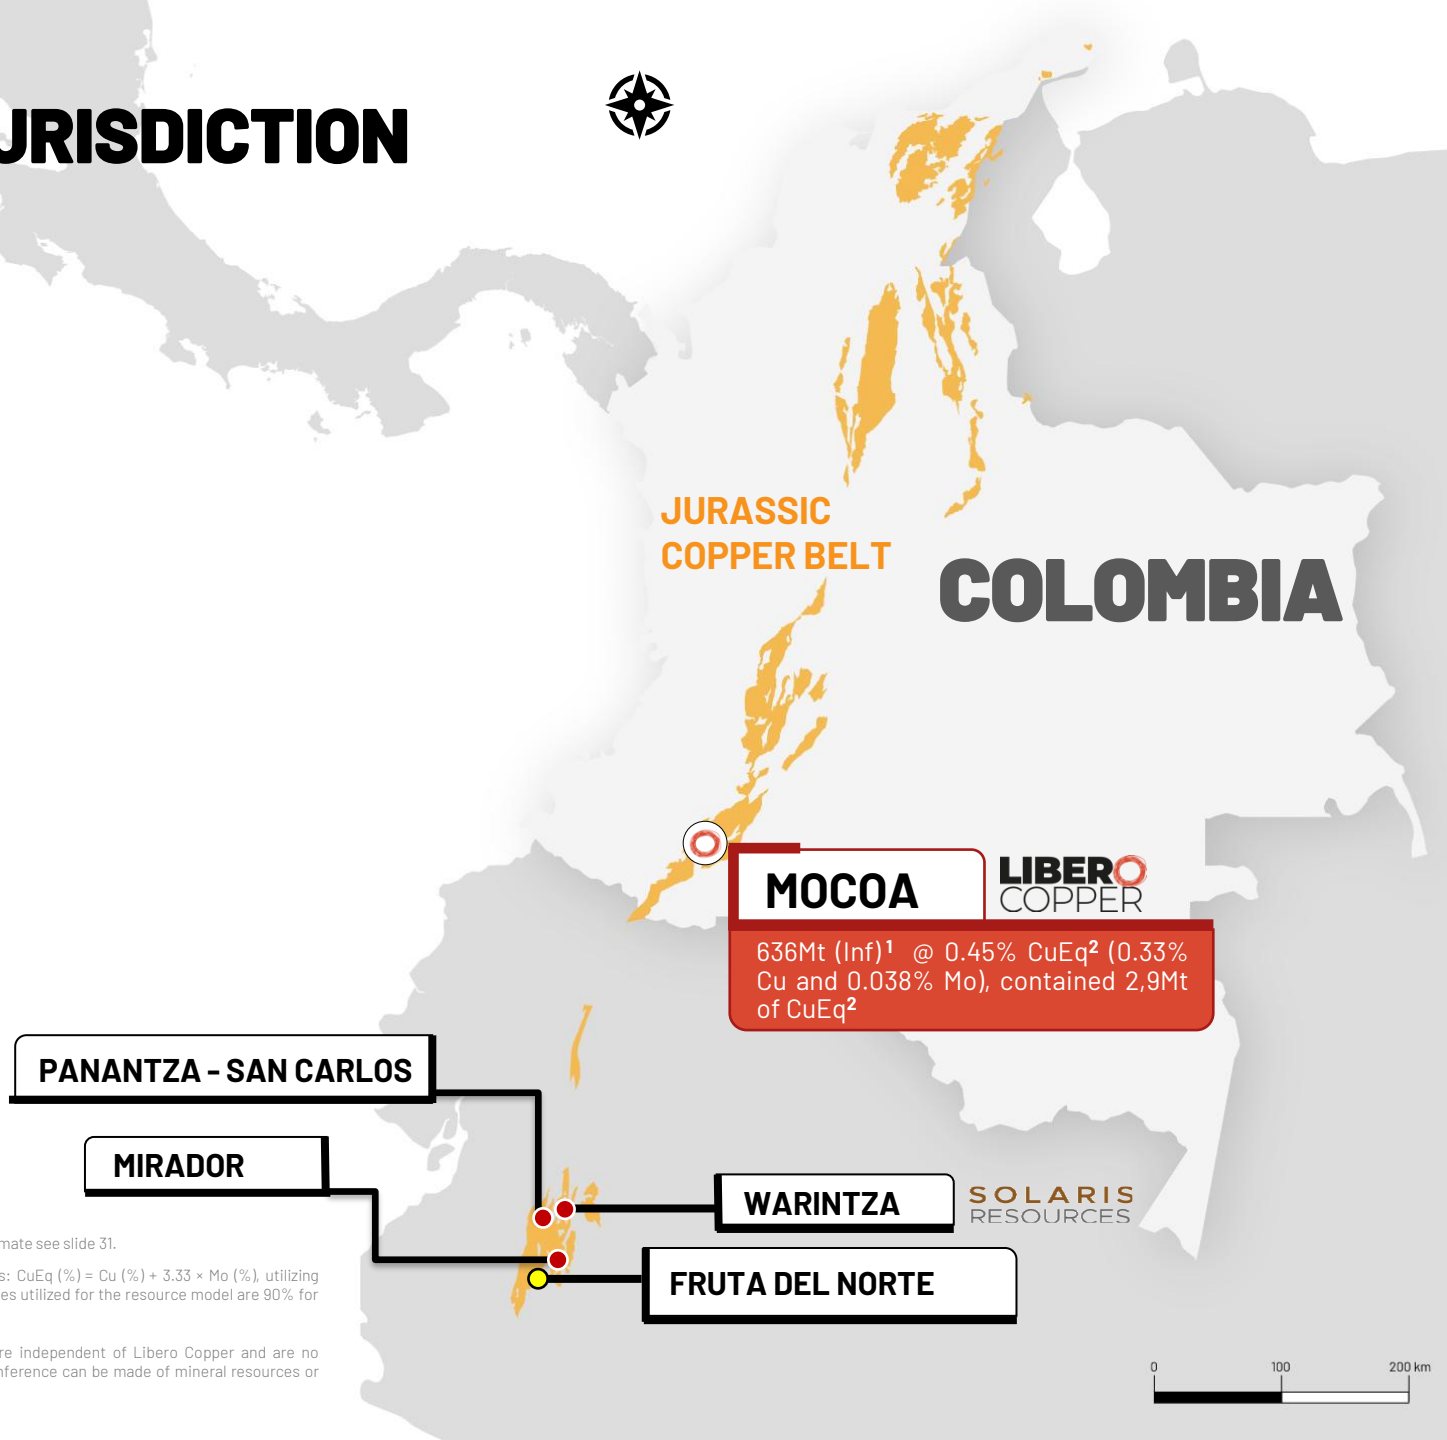 URISDICTION
JURASSIC
COPPER BELT
COLOMBIA
MOCOA
LIBERO
COPPER
636Mt (Inf)¹ @ 0.45% CuEq² (0.33%
Cu and 0.038% Mo), contained 2,9Mt
of CuEq²
PANANTZA - SAN CARLOS
MIRADOR
WARINTZA
SOLARIS
RESOURCES
FRUTA DEL NORTE
mate see slide 31.
s: CuEq (%) = Cu (%) + 3.33 × Mo (%), utilizing
es utilized for the resource model are 90% for
re independent of Libero Copper and are no
nference can be made of mineral resources or
0 100 200 km